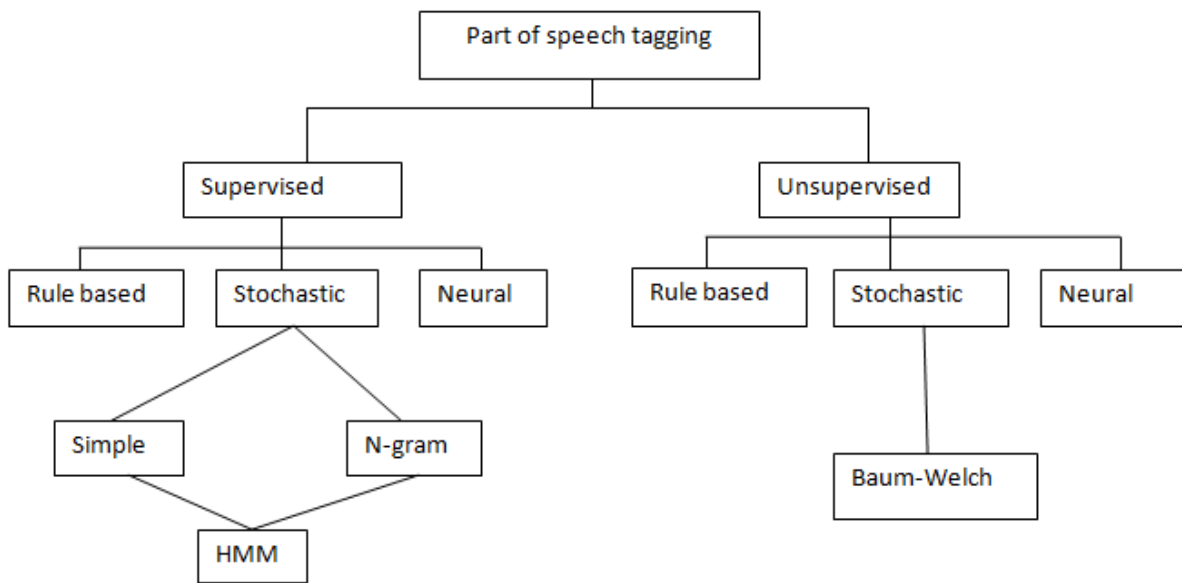 Part of speech tagging
Supervised
Unsupervised
Rule based
Stochastic
Neural
Rule based
Stochastic
Neural
Simple
N-gram
Baum-Welch
HMM